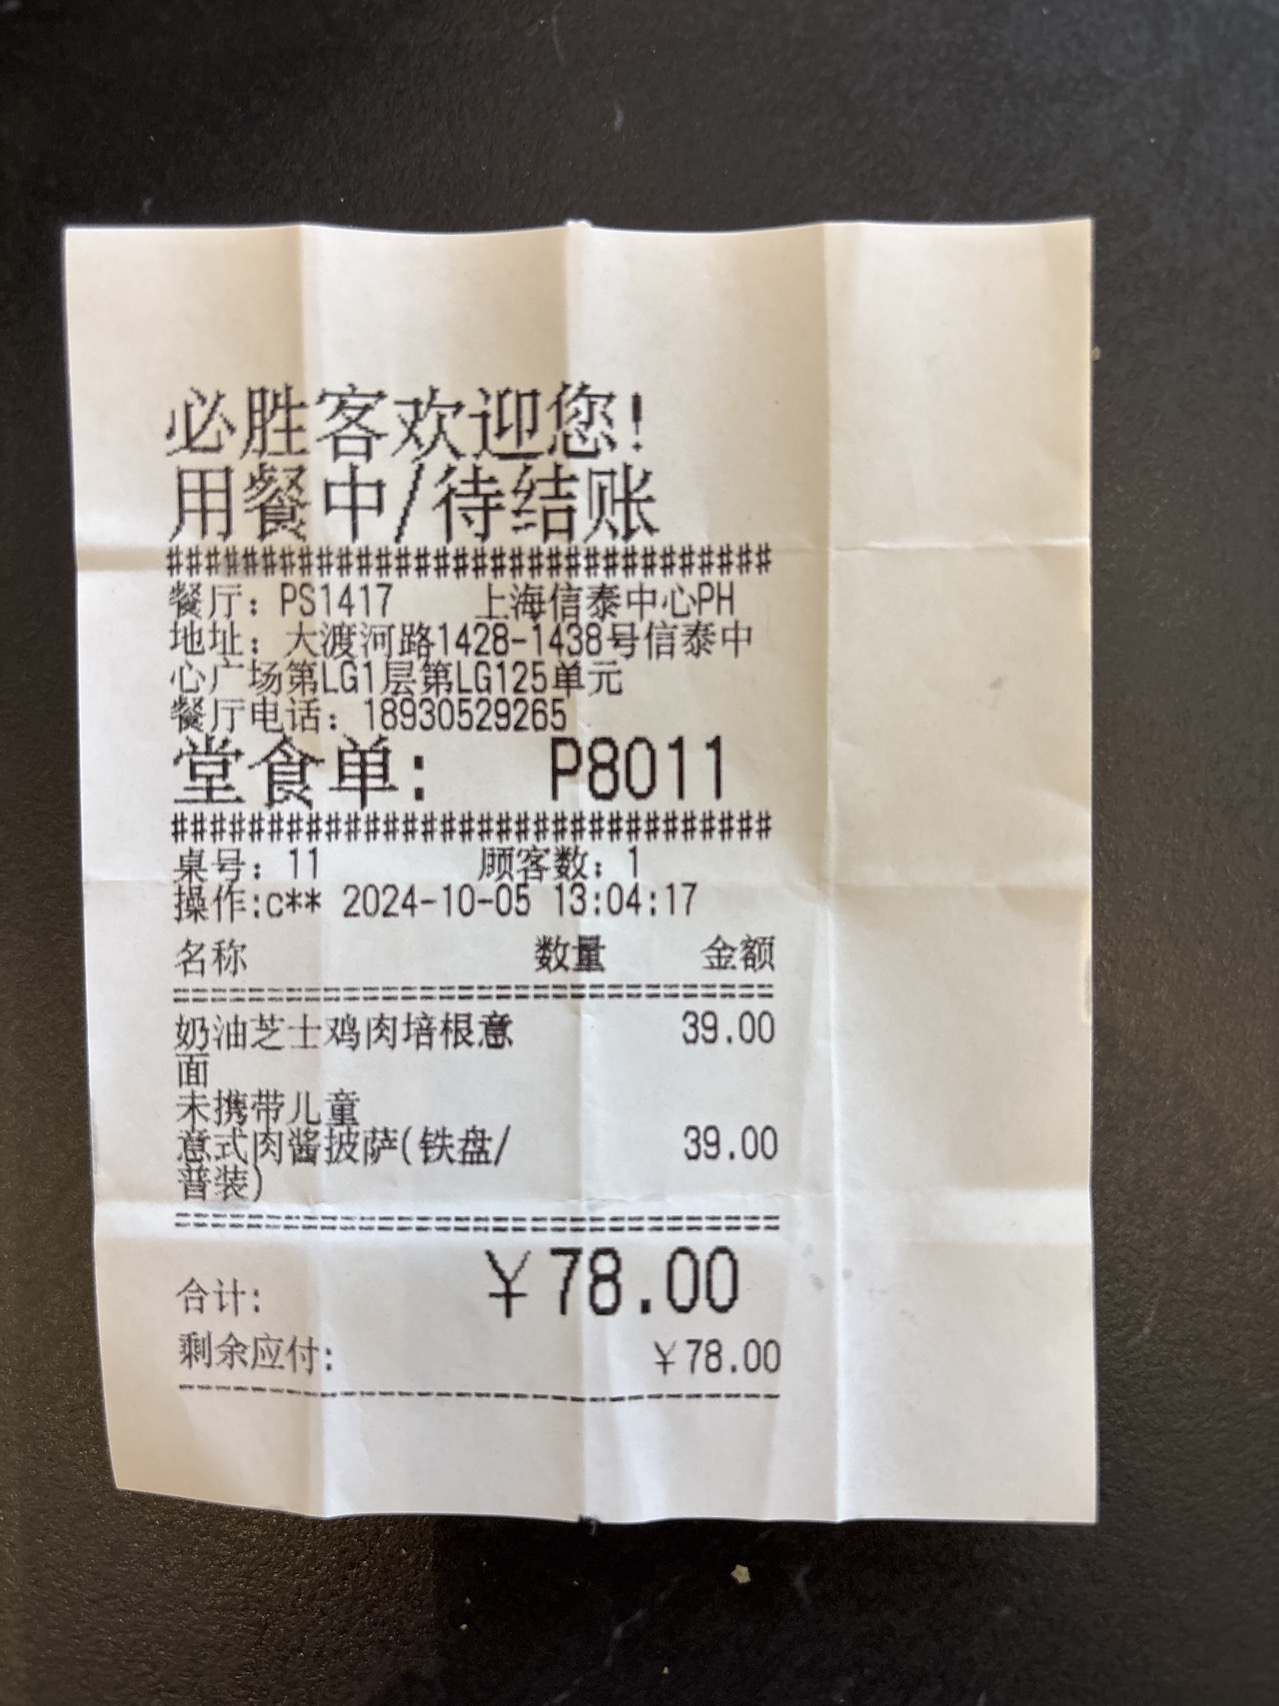 必胜客欢迎您!
用餐中/待结账
################################
餐厅: PS1417 上海信泰中心PH
地址: 大渡河路1428-1438号信泰中
心广场第LG1层第LG125单元
餐厅电话: 18930529265
堂食单: P8011
################################
桌号: 11 顾客数: 1
操作:c** 2024-10-05 13:04:17
名称 数量 金额
================================
奶油芝士鸡肉培根意 39.00
面
未携带儿童
意式肉酱披萨(铁盘/ 39.00
普装)
================================
合计: ¥78.00
剩余应付: ¥78.00
--------------------------------